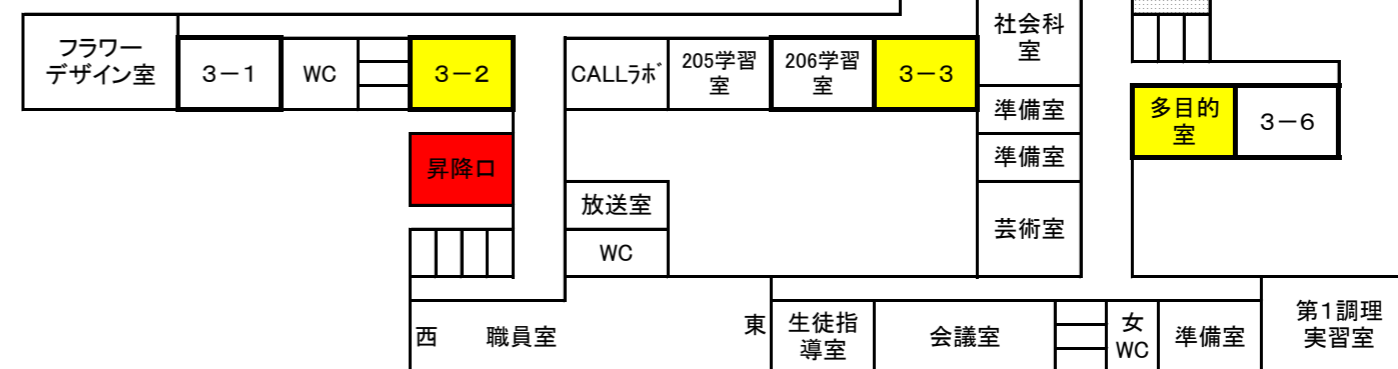 社会科
室
フラワー
デザイン室
3－1
WC
3－2
CALLﾗﾎﾞ
205学習
室
206学習
室
3－3
準備室
多目的
室
3－6
準備室
昇降口
放送室
芸術室
WC
西
職員室
東
生徒指
導室
会議室
女
WC
準備室
第1調理
実習室